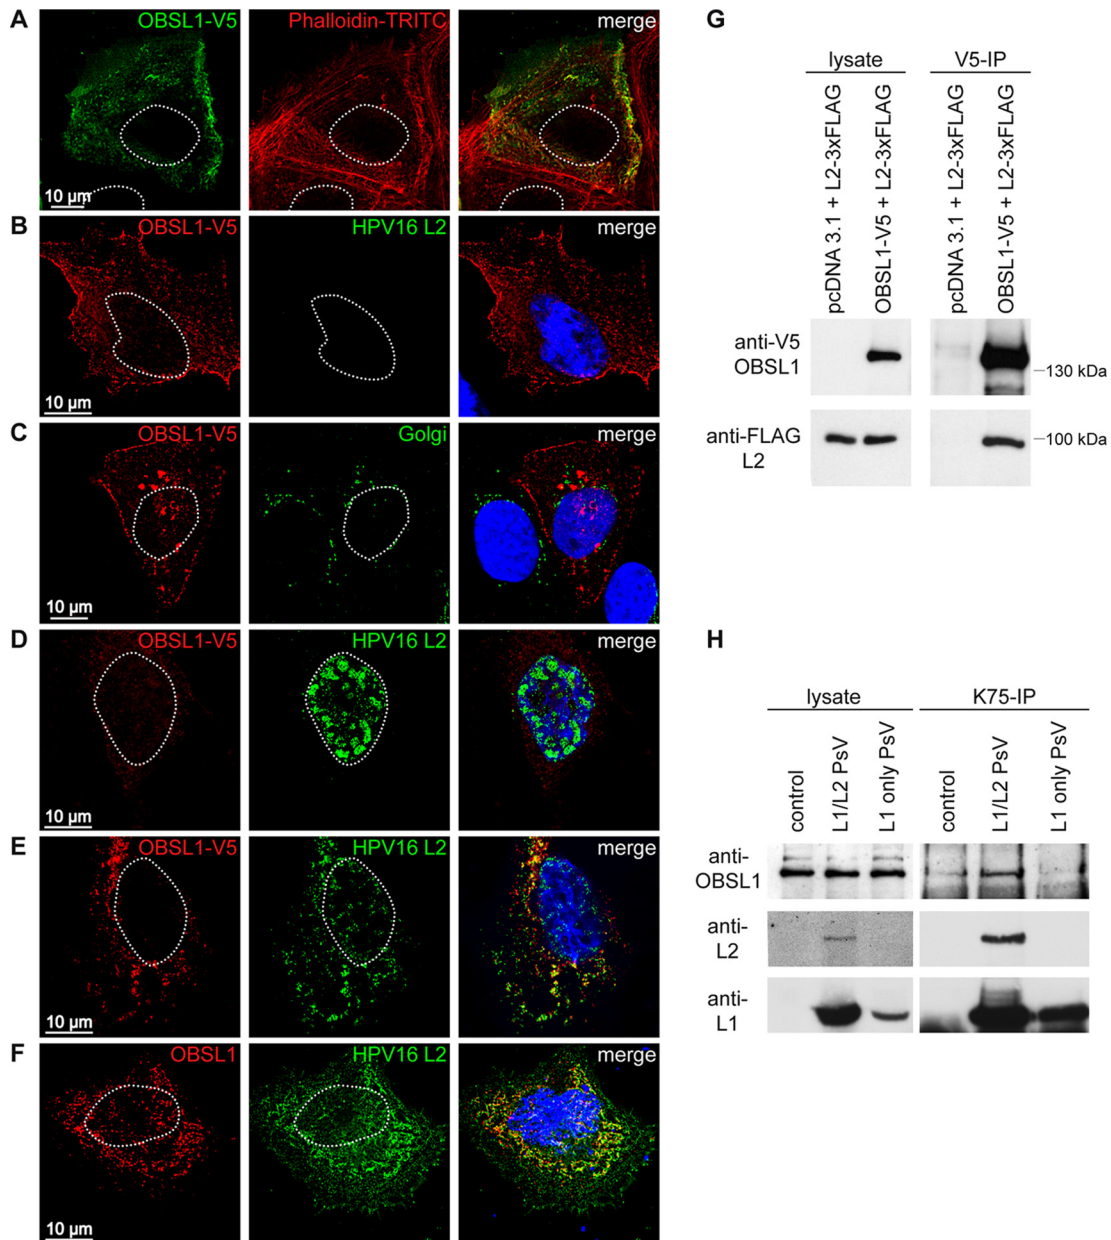 A
OBSL1-V5
Phalloidin-TRITC
merge
10 µm
B
OBSL1-V5
HPV16 L2
merge
10 µm
C
OBSL1-V5
Golgi
merge
10 µm
D
OBSL1-V5
HPV16 L2
merge
10 µm
E
OBSL1-V5
HPV16 L2
merge
10 µm
F
OBSL1
HPV16 L2
merge
10 µm
G
lysate
V5-IP
pcDNA 3.1 + L2-3xFLAG
OBSL1-V5 + L2-3xFLAG
pcDNA 3.1 + L2-3xFLAG
OBSL1-V5 + L2-3xFLAG
anti-V5
OBSL1
130 kDa
anti-FLAG
L2
100 kDa
H
lysate
K75-IP
control
L1/L2 PsV
L1 only PsV
control
L1/L2 PsV
L1 only PsV
anti-
OBSL1
anti-
L2
anti-
L1